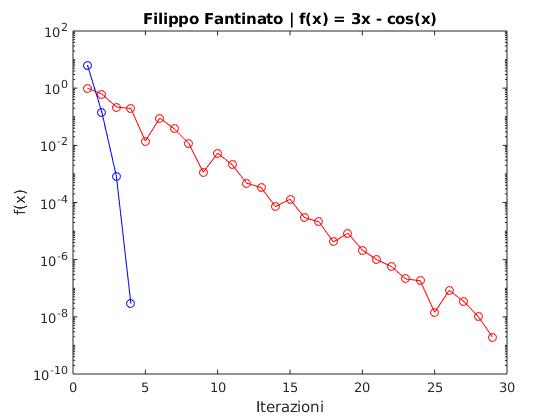 Filippo Fantinato | f(x) = 3x - cos(x)
10^2
10^0
10^-2
10^-4
10^-6
10^-8
10^-10
f(x)
0 5 10 15 20 25 30
Iterazioni